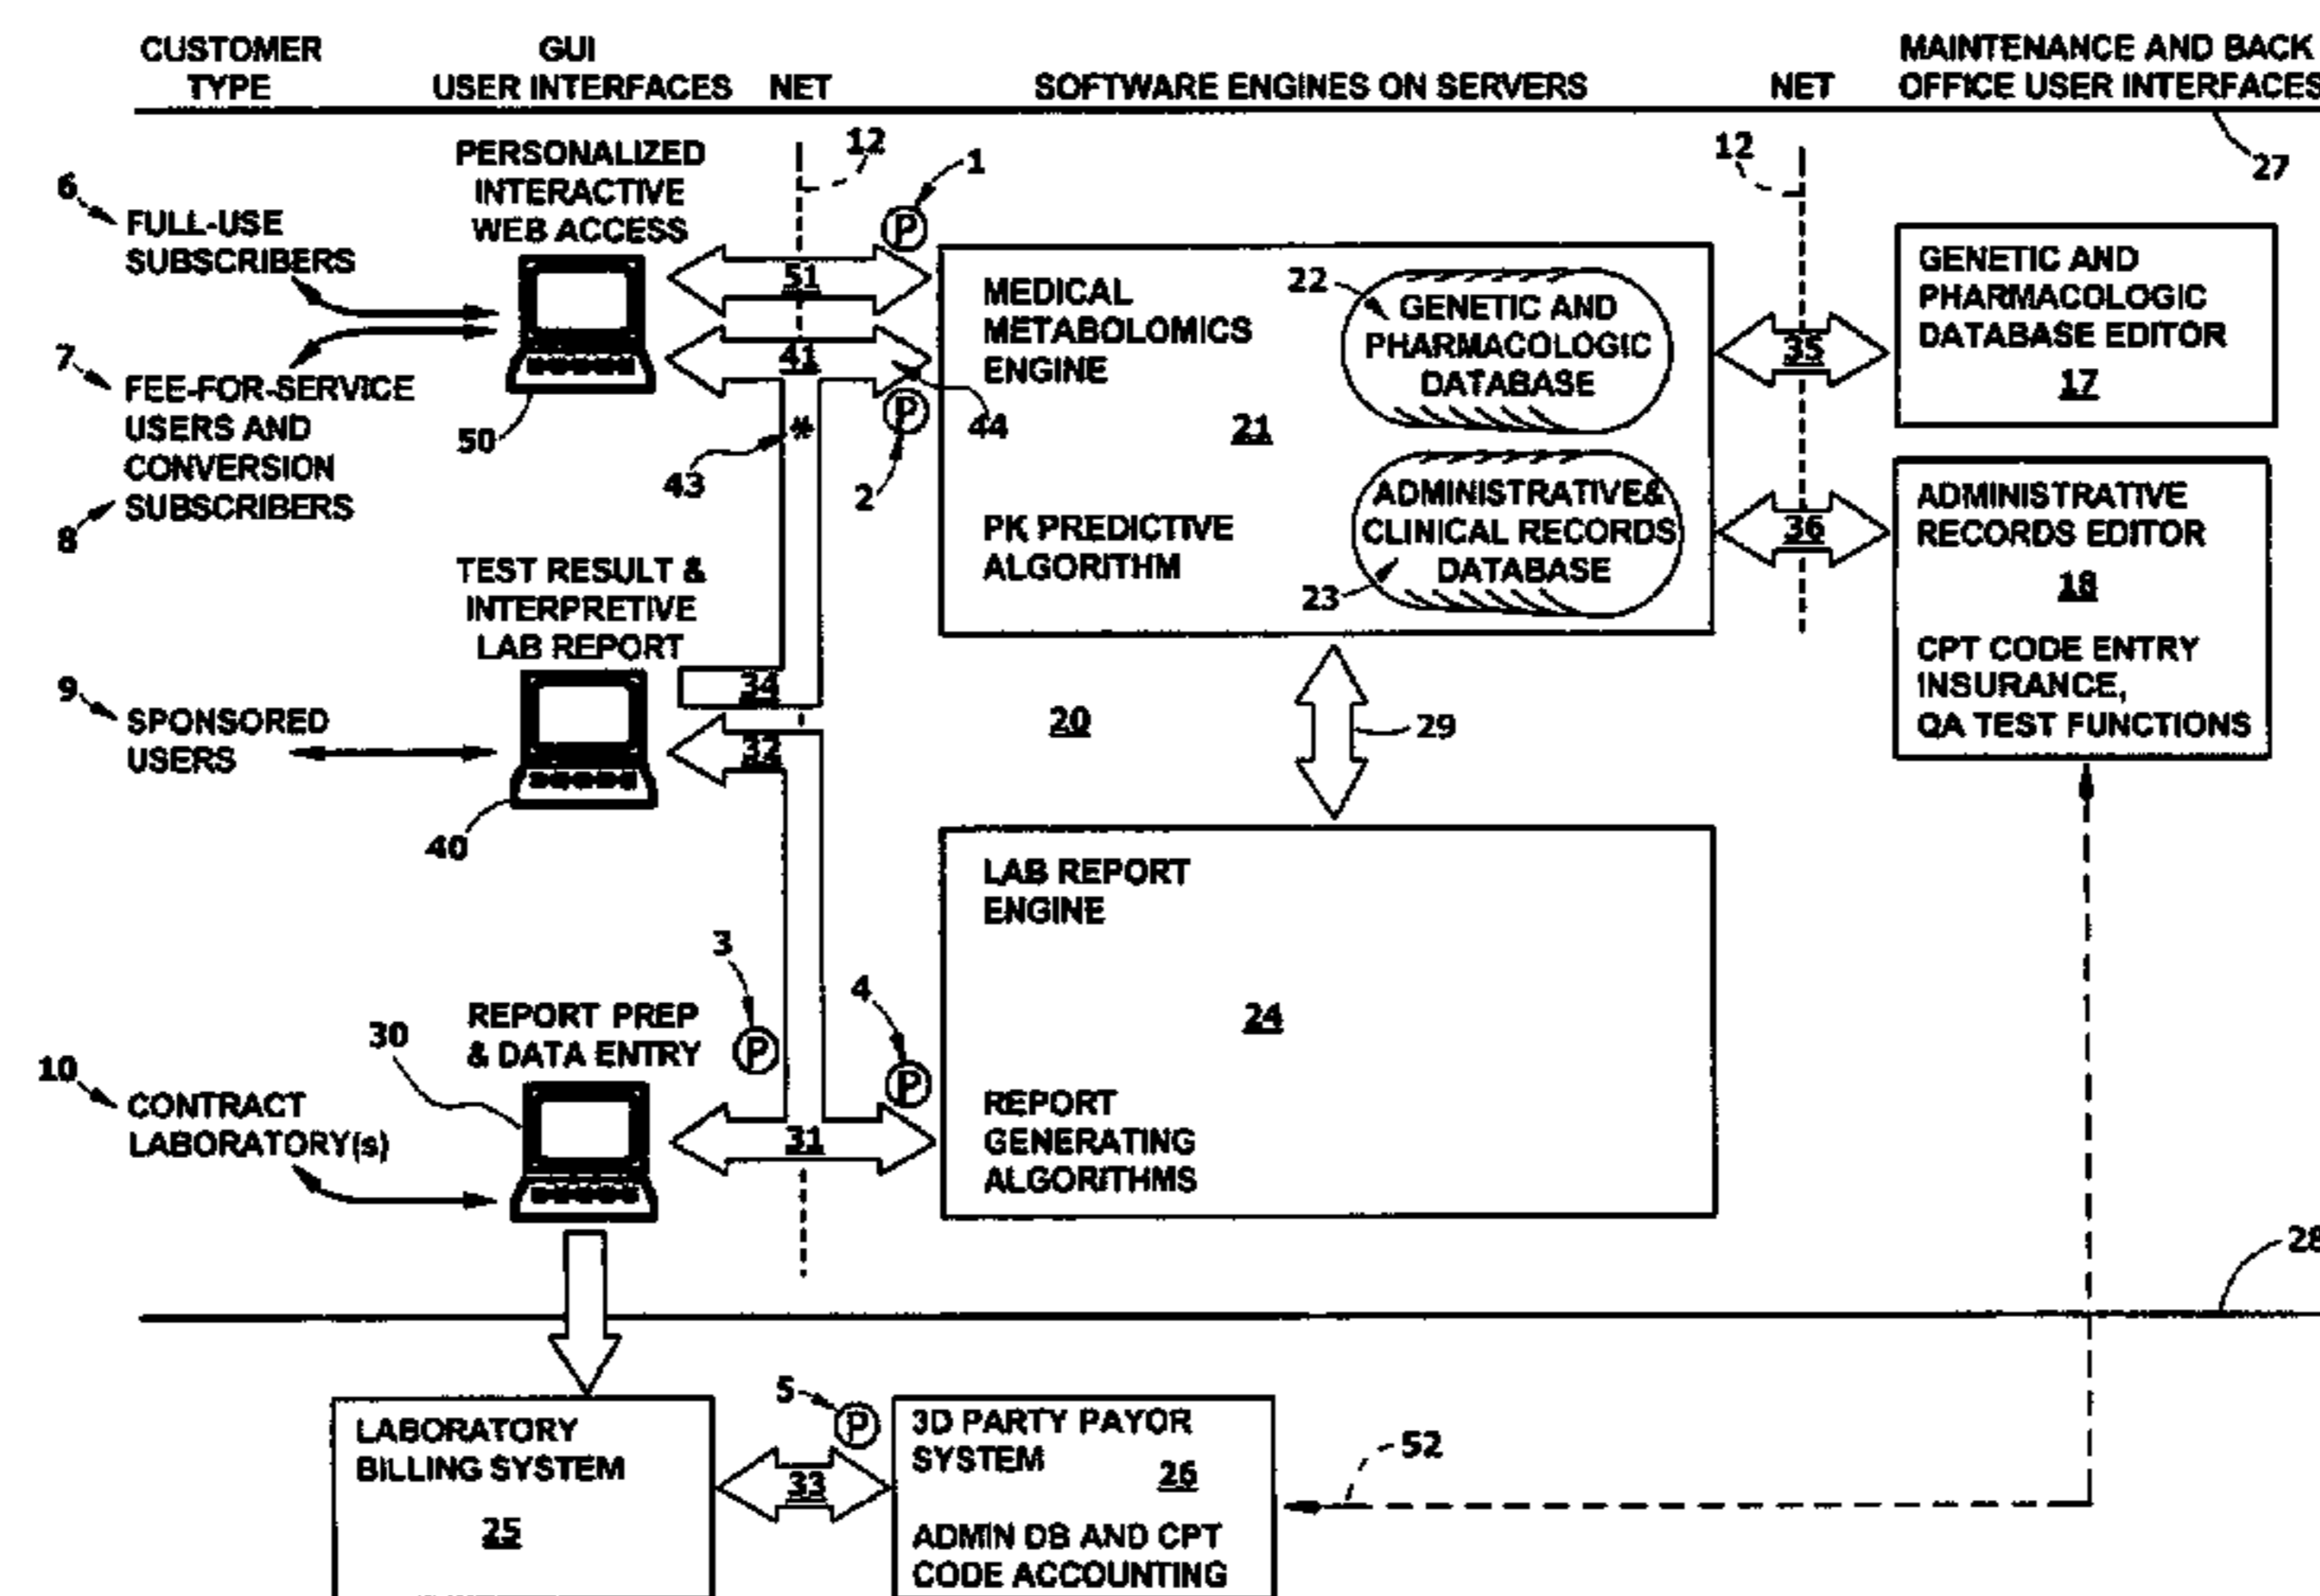 CUSTOMER
TYPE
GUI
USER INTERFACES
NET
SOFTWARE ENGINES ON SERVERS
NET
MAINTENANCE AND BACK
OFFICE USER INTERFACES
27
12
1
12
PERSONALIZED
INTERACTIVE
WEB ACCESS
6
FULL-USE
SUBSCRIBERS
7
FEE-FOR-SERVICE
USERS AND
CONVERSION
SUBSCRIBERS
8
50
P
51
41
P
44
43
*
2
MEDICAL
METABOLOMICS
ENGINE
21
PK PREDICTIVE
ALGORITHM
22
GENETIC AND
PHARMACOLOGIC
DATABASE
ADMINISTRATIVE&
CLINICAL RECORDS
DATABASE
23
35
36
GENETIC AND
PHARMACOLOGIC
DATABASE EDITOR
17
ADMINISTRATIVE
RECORDS EDITOR
18
CPT CODE ENTRY
INSURANCE,
QA TEST FUNCTIONS
TEST RESULT &
INTERPRETIVE
LAB REPORT
9
SPONSORED
USERS
40
34
32
20
29
LAB REPORT
ENGINE
24
REPORT
GENERATING
ALGORITHMS
3
P
4
P
REPORT PREP
& DATA ENTRY
30
10
CONTRACT
LABORATORY(s)
31
28
LABORATORY
BILLING SYSTEM
25
5
P
33
3D PARTY PAYOR
SYSTEM
26
ADMIN DB AND CPT
CODE ACCOUNTING
52